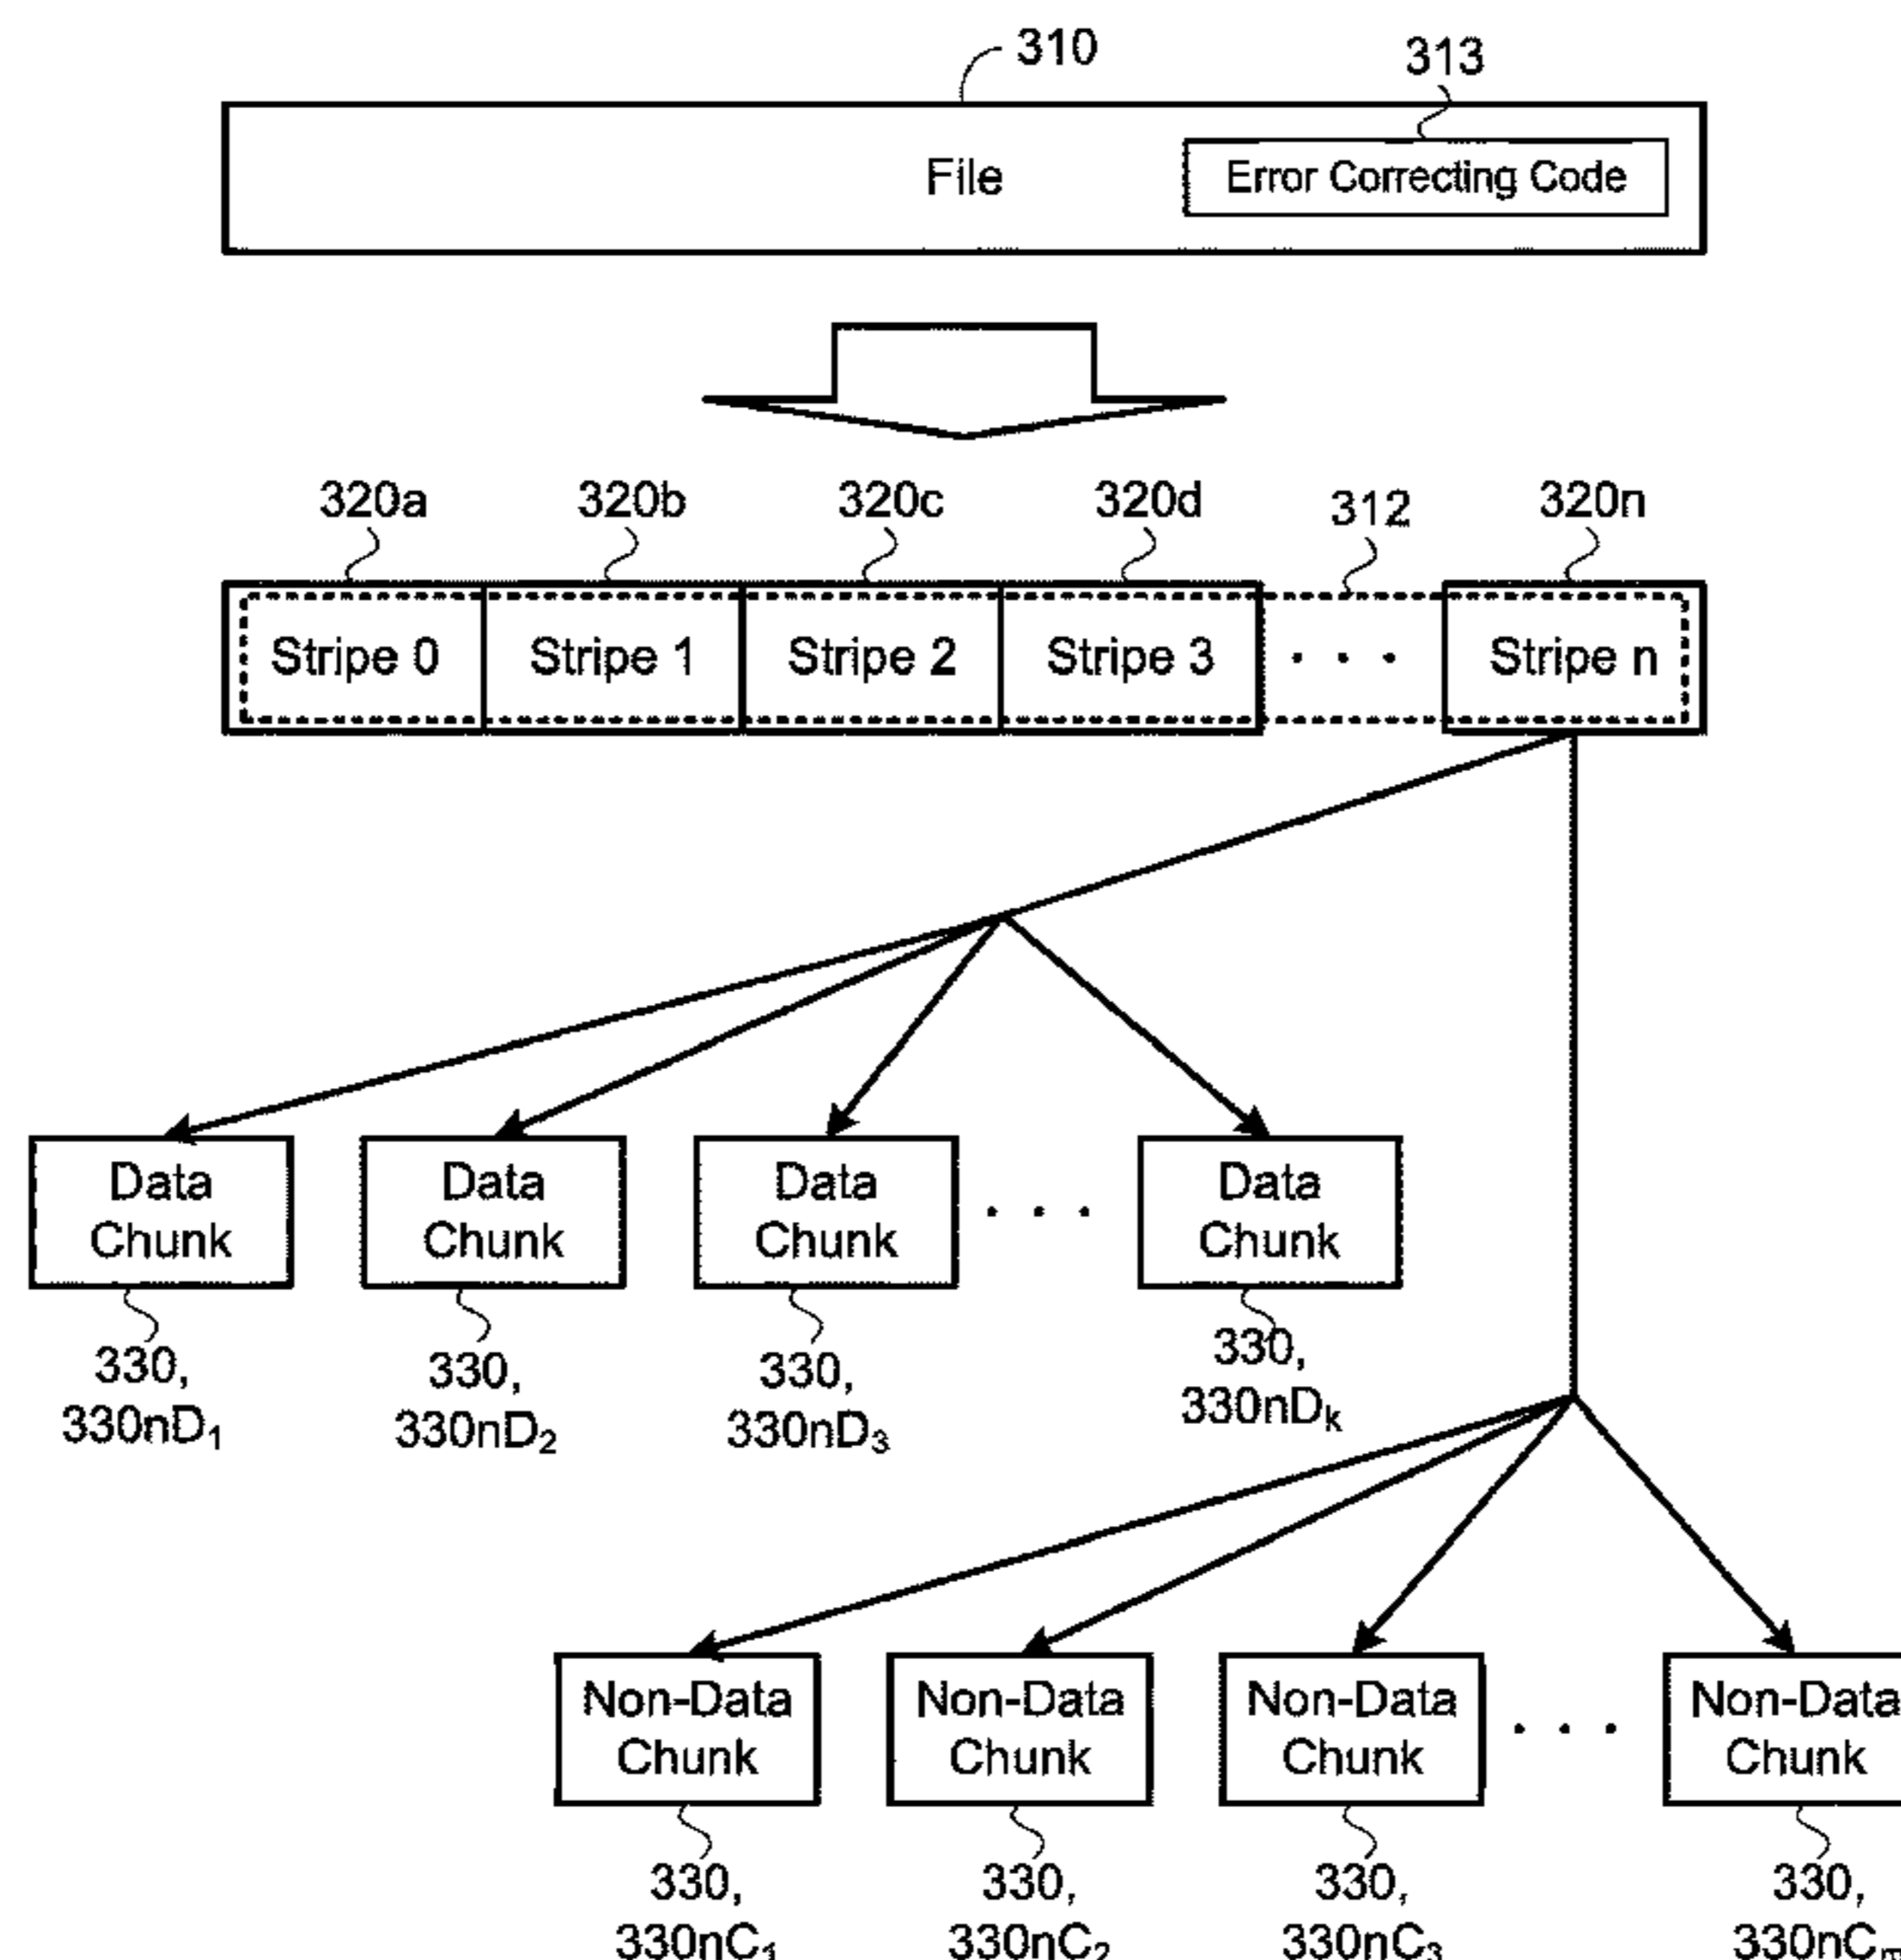 310
313
File
Error Correcting Code
320a 320b 320c 320d 312 320n
Stripe 0 Stripe 1 Stripe 2 Stripe 3 . . . Stripe n
Data Chunk
Data Chunk
Data Chunk
. . .
Data Chunk
330, 330nD₁
330, 330nD₂
330, 330nD₃
330, 330nDₖ
Non-Data Chunk
Non-Data Chunk
Non-Data Chunk
. . .
Non-Data Chunk
330, 330nC₁
330, 330nC₂
330, 330nC₃
330, 330nCₘ